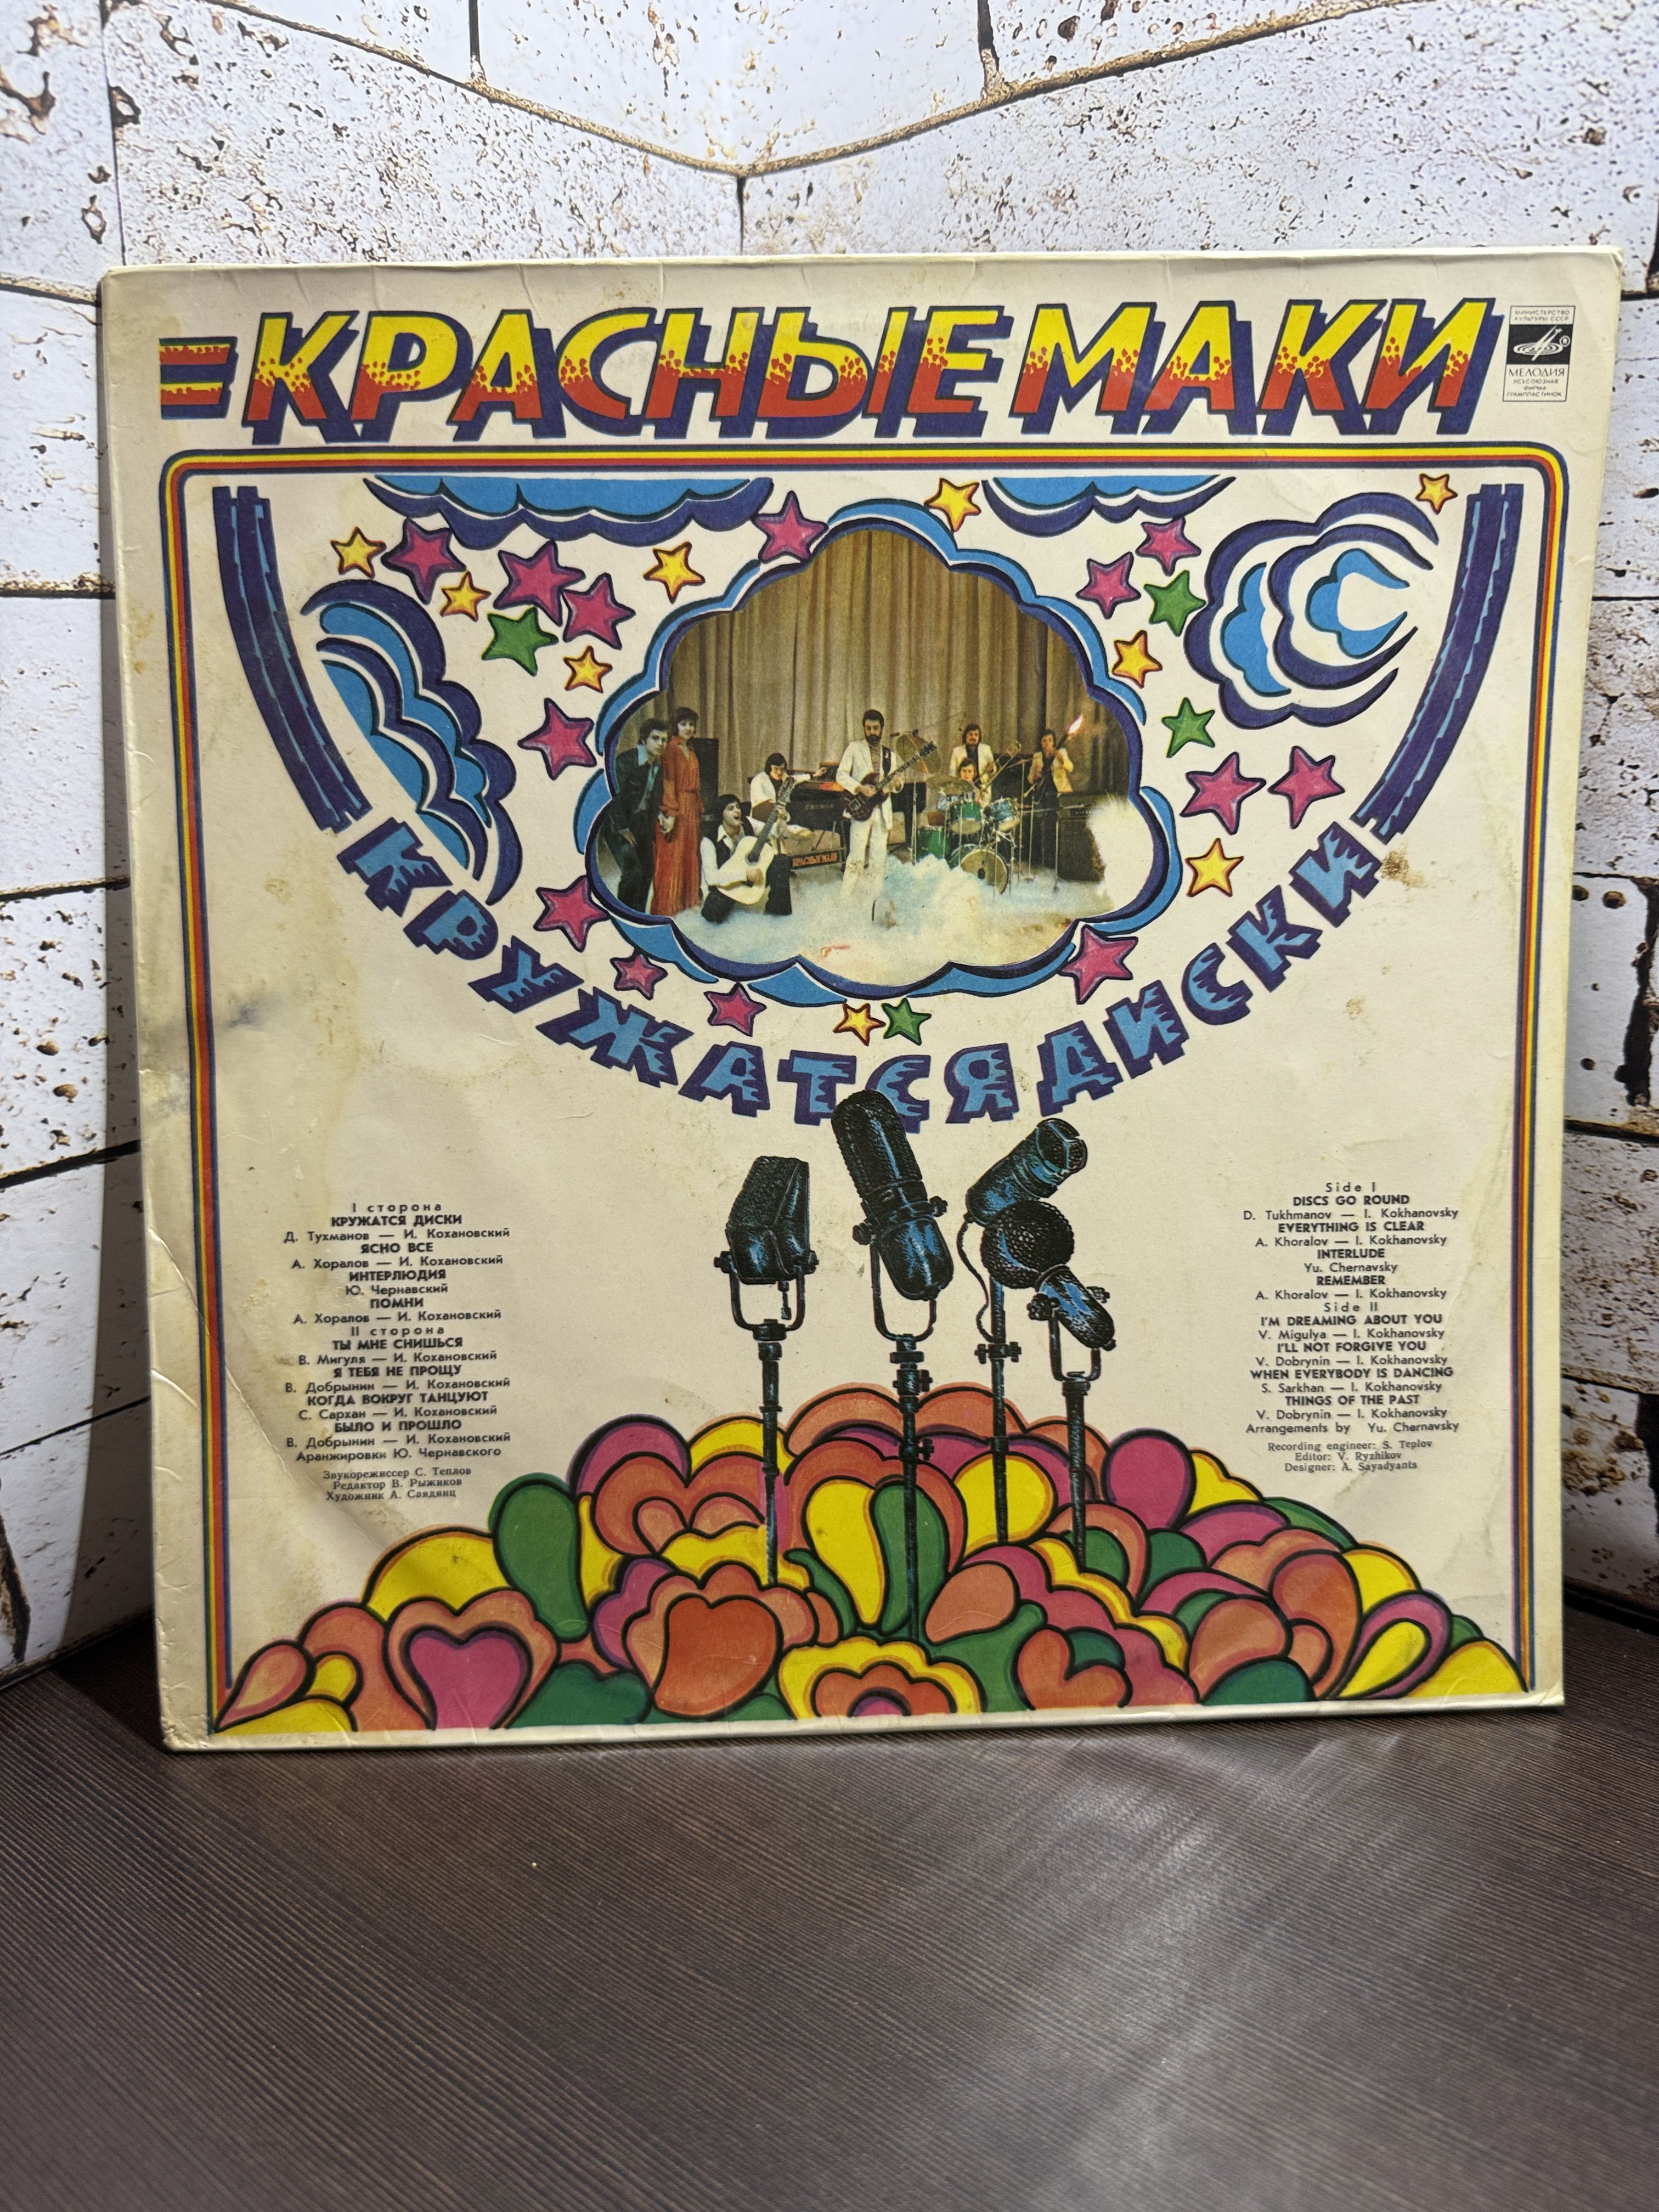 КРАСНЫЕ МАКИ
МИНИСТЕРСТВО
КУЛЬТУРЫ СССР
МЕЛОДИЯ
ВСЕСОЮЗНАЯ
ФИРМА
ГРАМПЛАСТИНОК
КРАСНЫЕ МАКИ
КРУЖАТСЯ ДИСКИ
I сторона
КРУЖАТСЯ ДИСКИ
Д. Тухманов — И. Кохановский
ЯСНО ВСЕ
А. Хоралов — И. Кохановский
ИНТЕРЛЮДИЯ
Ю. Чернавский
ПОМНИ
А. Хоралов — И. Кохановский
II сторона
ТЫ МНЕ СНИШЬСЯ
В. Мигуля — И. Кохановский
Я ТЕБЯ НЕ ПРОЩУ
В. Добрынин — И. Кохановский
КОГДА ВОКРУГ ТАНЦУЮТ
С. Сархан — И. Кохановский
БЫЛО И ПРОШЛО
В. Добрынин — И. Кохановский
Аранжировки Ю. Чернавского
Звукорежиссер С. Теплов
Редактор В. Рыжиков
Художник А. Саядянц
Side I
DISCS GO ROUND
D. Tukhmanov — I. Kokhanovsky
EVERYTHING IS CLEAR
A. Khoralov — I. Kokhanovsky
INTERLUDE
Yu. Chernavsky
REMEMBER
A. Khoralov — I. Kokhanovsky
Side II
I'M DREAMING ABOUT YOU
V. Migulya — I. Kokhanovsky
I'LL NOT FORGIVE YOU
V. Dobrynin — I. Kokhanovsky
WHEN EVERYBODY IS DANCING
S. Sarkhan — I. Kokhanovsky
THINGS OF THE PAST
V. Dobrynin — I. Kokhanovsky
Arrangements by Yu. Chernavsky
Recording engineer: S. Teplov
Editor: V. Ryzhikov
Designer: A. Sayadyants